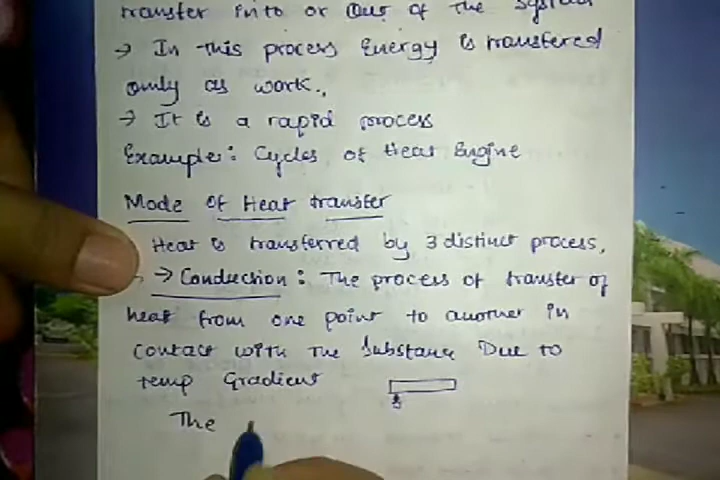 transfer into or out of the system
→ In this process Energy is transferred
only as work.,
→ It is a rapid process
Example: Cycles of Heat Engine
Mode of Heat transfer
Heat is transferred by 3 distinct process,
→ Conduction: The process of transfer of
heat from one point to another in
contact with the substance Due to
temp Gradient
The